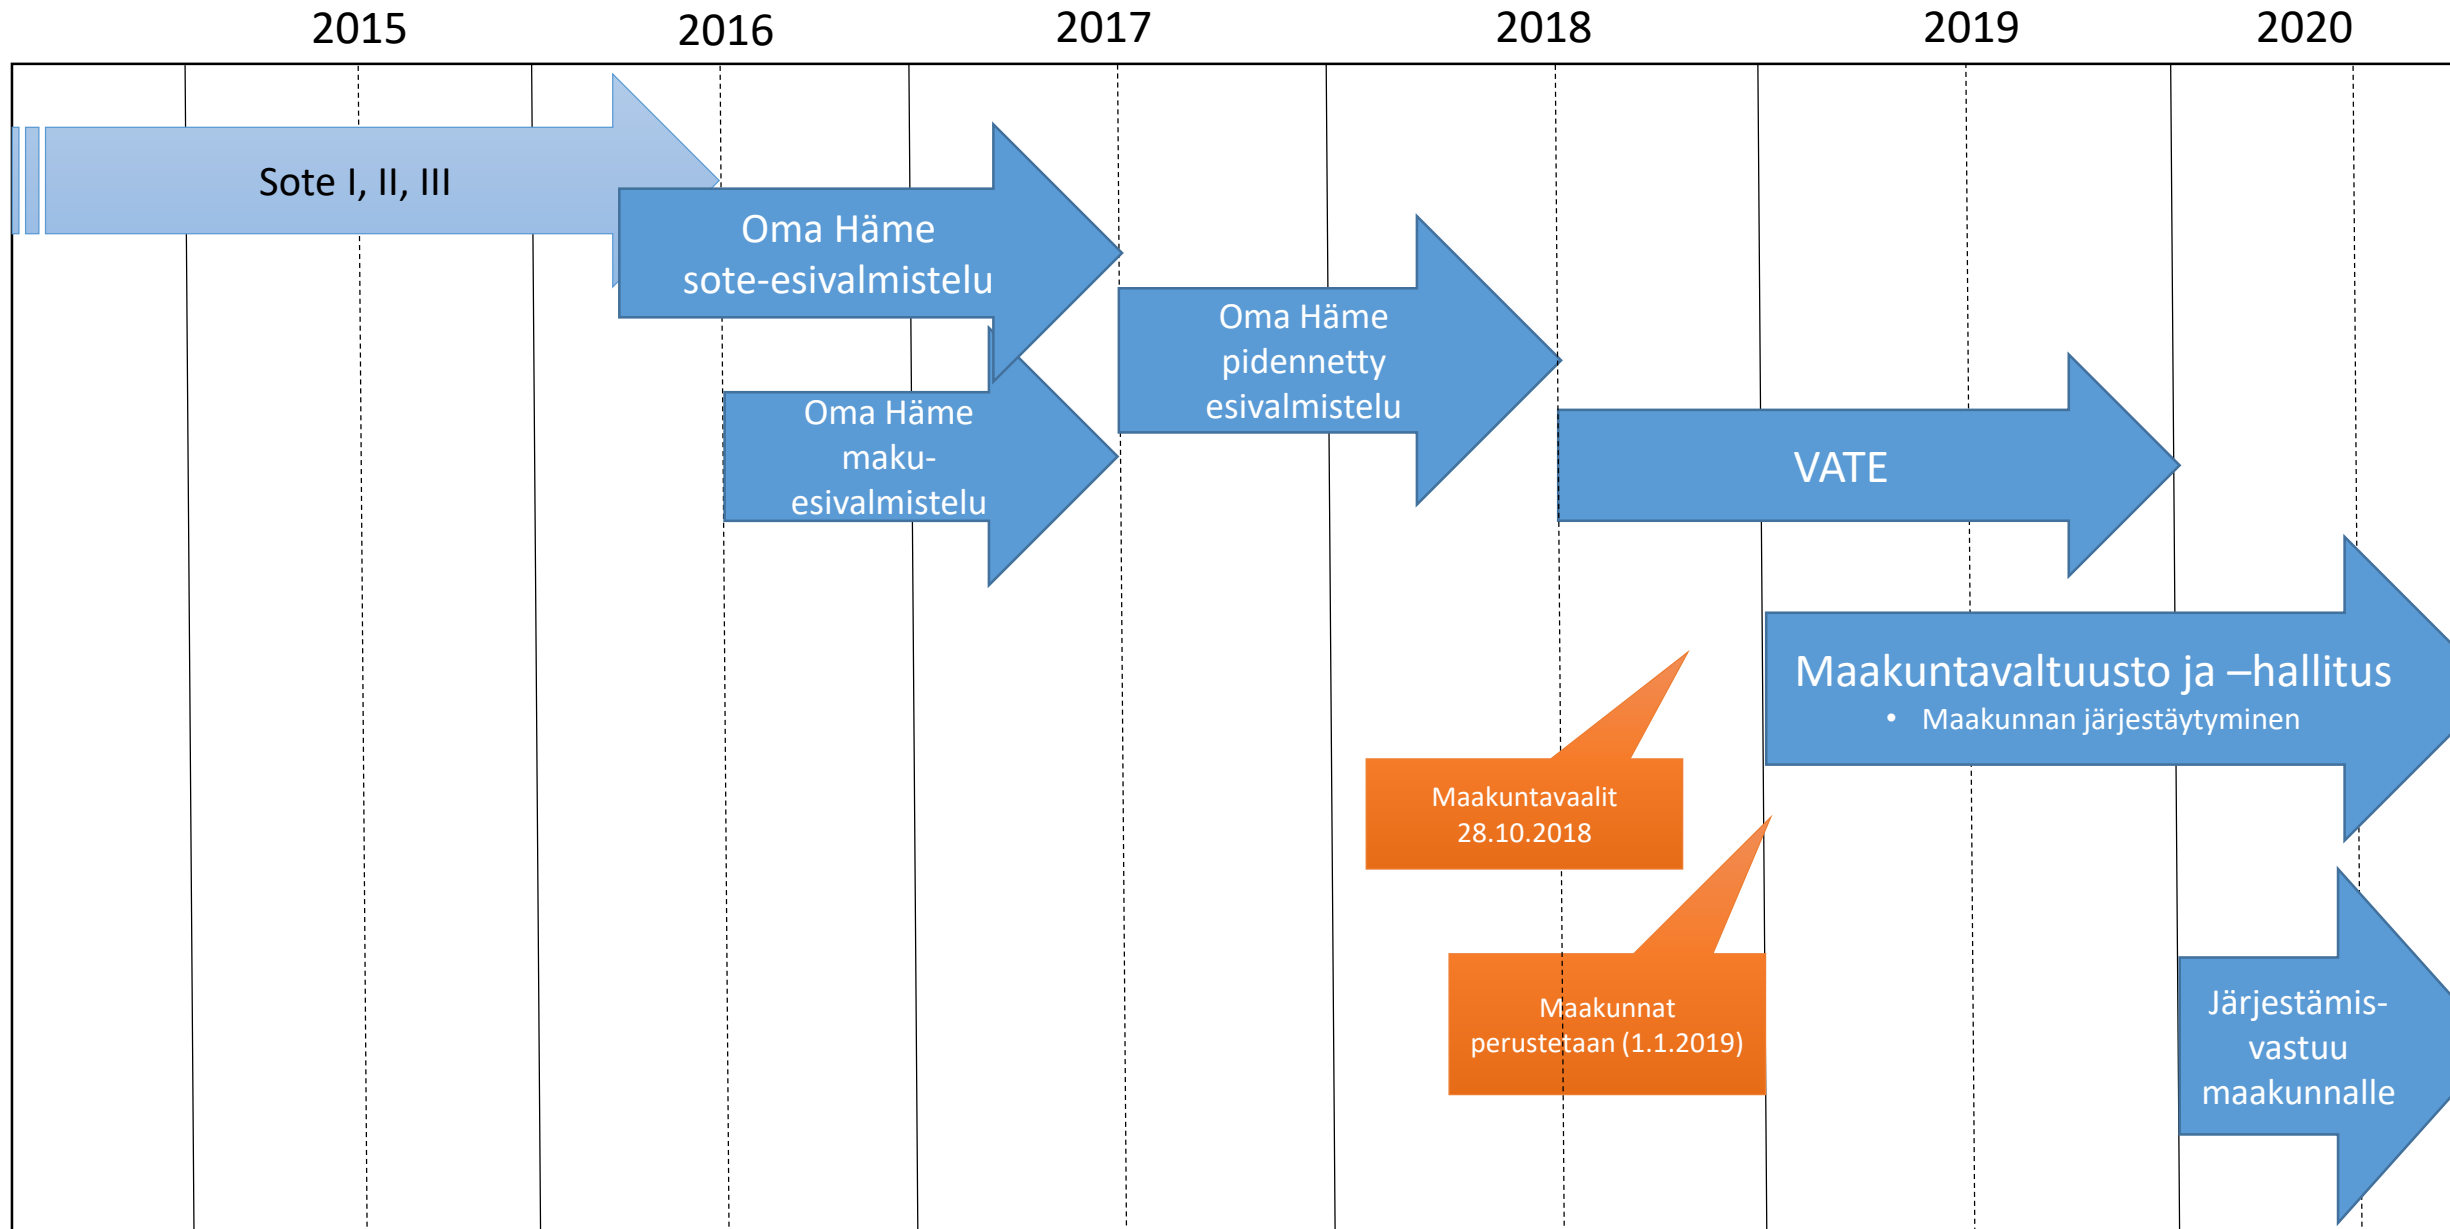 2015
2016
2017
2018
2019
2020
Sote I, II, III
Oma Häme
sote-esivalmistelu
Oma Häme
pidennetty
esivalmistelu
Oma Häme
maku-
esivalmistelu
VATE
Maakuntavaltuusto ja –hallitus
• Maakunnan järjestäytyminen
Maakuntavaalit
28.10.2018
Maakunnat
perustetaan (1.1.2019)
Järjestämis-
vastuu
maakunnalle